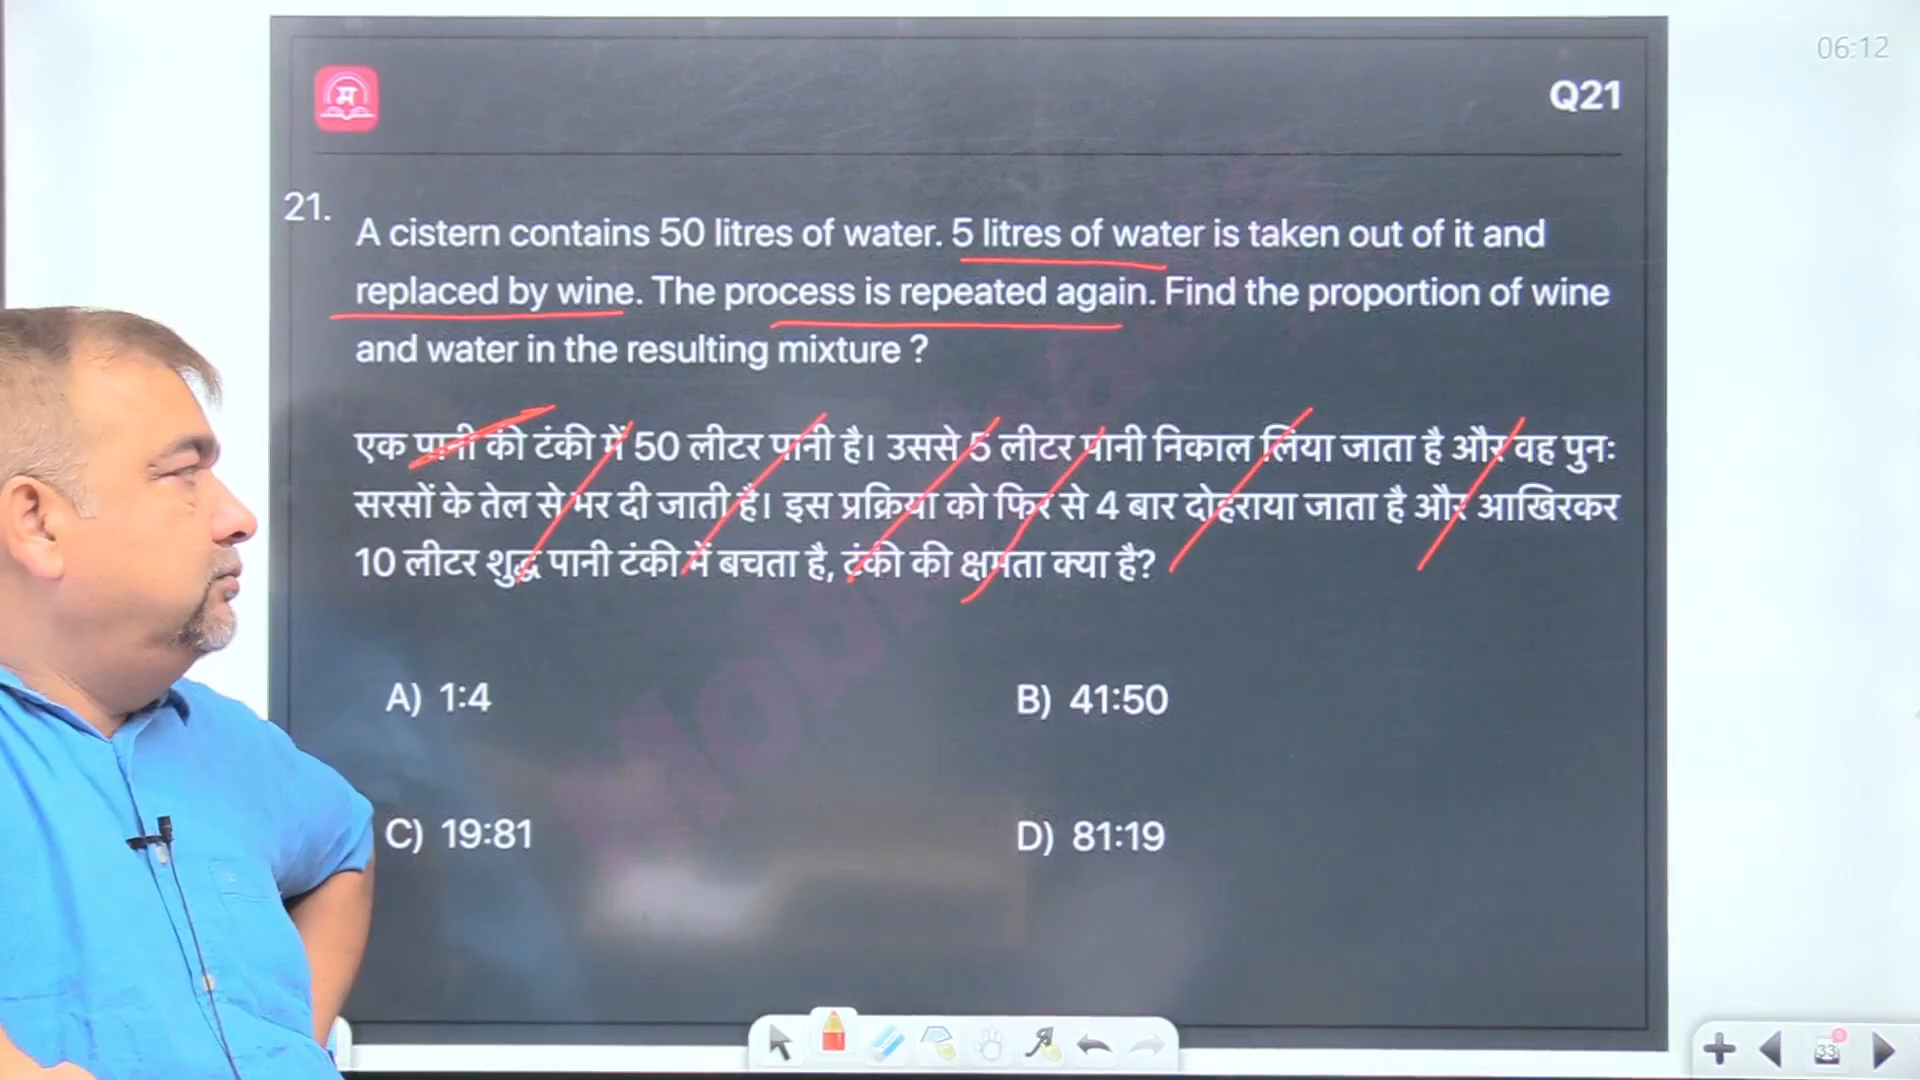 06:12
म
Q21
21.
A cistern contains 50 litres of water. 5 litres of water is taken out of it and
replaced by wine. The process is repeated again. Find the proportion of wine
and water in the resulting mixture ?
एक पानी की टंकी में 50 लीटर पानी है। उससे 5 लीटर पानी निकाल लिया जाता है और वह पुनः
सरसों के तेल से भर दी जाती है। इस प्रक्रिया को फिर से 4 बार दोहराया जाता है और आखिरकर
10 लीटर शुद्ध पानी टंकी में बचता है, टंकी की क्षमता क्या है?
A) 1:4
B) 41:50
C) 19:81
D) 81:19
33